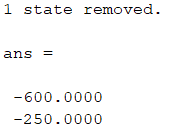 1 state removed.
ans =
-600.0000
-250.0000